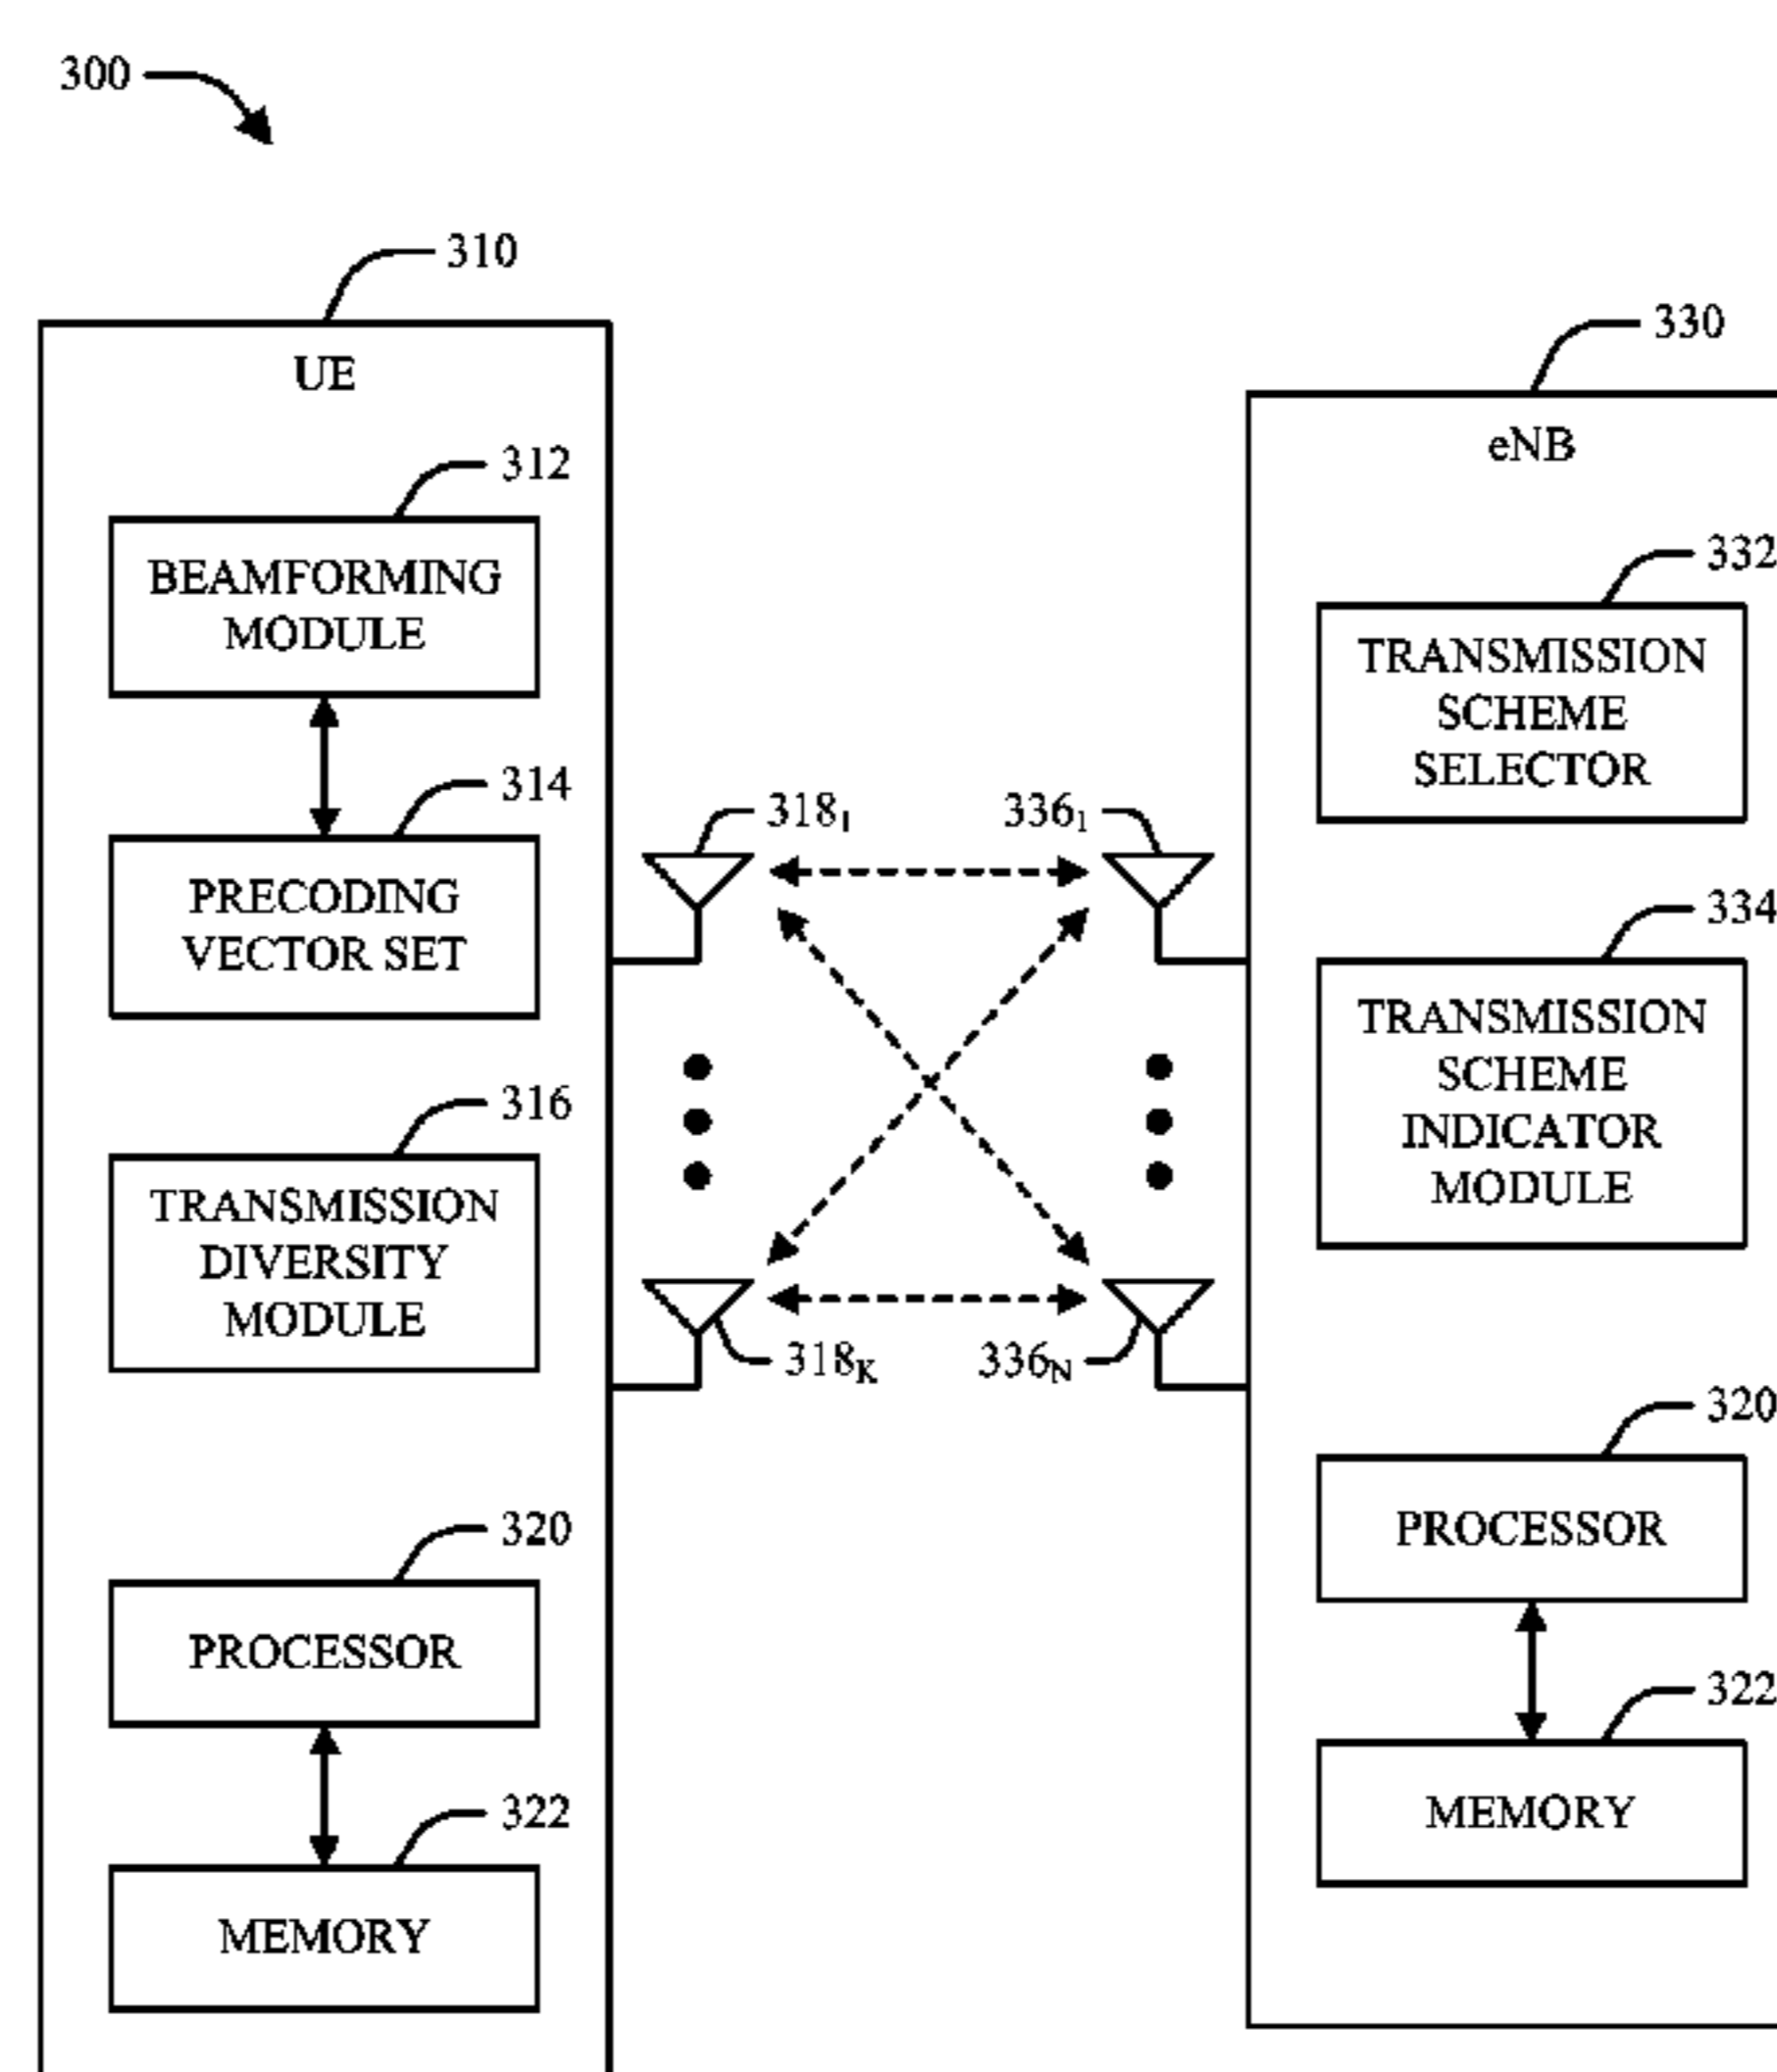 300
310
UE
312
BEAMFORMING
MODULE
314
PRECODING
VECTOR SET
316
TRANSMISSION
DIVERSITY
MODULE
320
PROCESSOR
322
MEMORY
318₁
336₁
318K
336N
330
eNB
332
TRANSMISSION
SCHEME
SELECTOR
334
TRANSMISSION
SCHEME
INDICATOR
MODULE
320
PROCESSOR
322
MEMORY